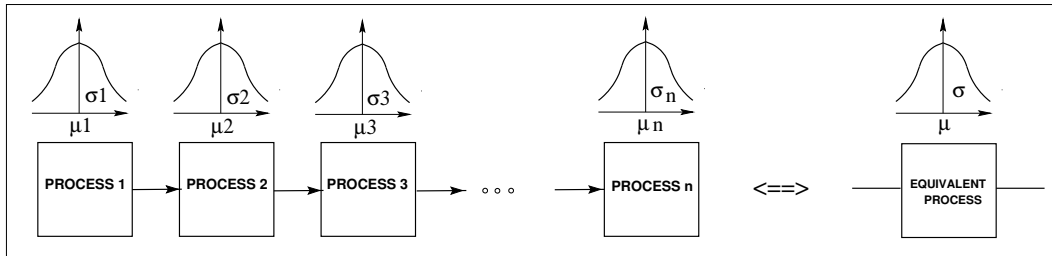 σ1 σ2 σ3 σn σ
μ1 μ2 μ3 μn μ
PROCESS 1 PROCESS 2 PROCESS 3 ○ ○ ○ PROCESS n <==> EQUIVALENT
PROCESS